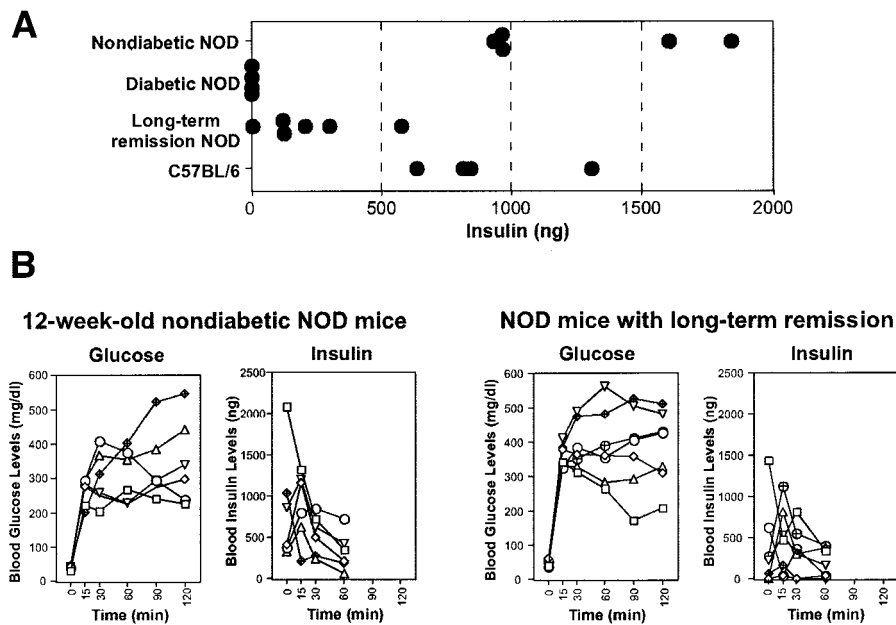 A
Nondiabetic NOD
Diabetic NOD
Long-term
remission NOD
C57BL/6
0 500 1000 1500 2000
Insulin (ng)
B
12-week-old nondiabetic NOD mice
NOD mice with long-term remission
Glucose
Insulin
Glucose
Insulin
Blood Glucose Levels (mg/dl)
600
500
400
300
200
100
0
0 15 30 60 90 120
Time (min)
Blood Insulin Levels (ng)
2500
2000
1500
1000
500
0
0 15 30 60 90 120
Time (min)
Blood Glucose Levels (mg/dl)
600
500
400
300
200
100
0
0 15 30 60 90 120
Time (min)
Blood Insulin Levels (ng)
2500
2000
1500
1000
500
0
0 15 30 60 90 120
Time (min)